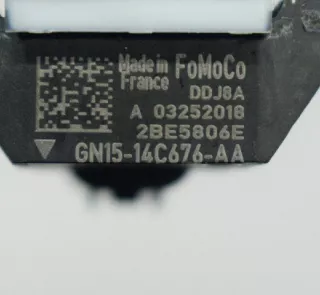 Made in FoMoCo
France DDJ8A
A 03252018
2BE5806E
GN15-14C676-AA